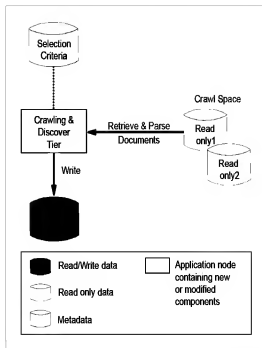 Selection
Criteria
Crawl Space
Crawling &
Discover
Tier
Retrieve & Parse
Documents
Read
only1
Read
only2
Write
Read/Write data
Read only data
Metadata
Application node
containing new
or modified
components